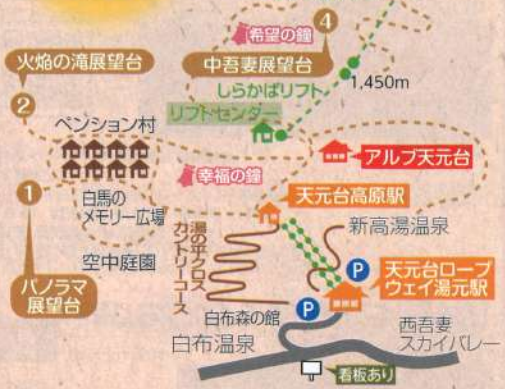 希望の鐘
4
中吾妻展望台
火焔の滝展望台
2
しらかばリフト
1,450m
リフトセンター
ペンション村
アルブ天元台
幸福の鐘
1
白馬の
メモリー広場
天元台高原駅
新高湯温泉
湯の平クロス
カントリーコース
空中庭園
パノラマ
展望台
P
天元台ロープ
ウェイ湯元駅
P
白布森の館
白布温泉
西吾妻
スカイバレー
看板あり